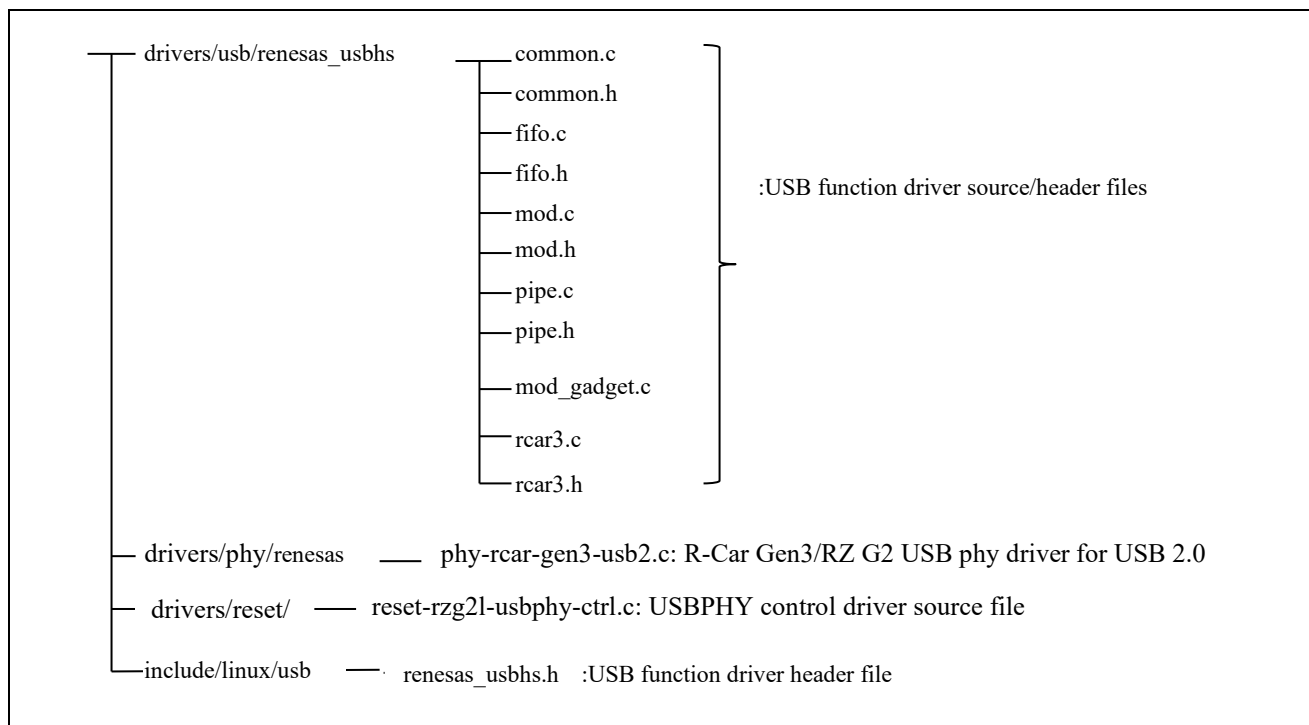 drivers/usb/renesas_usbhs
common.c
common.h
fifo.c
fifo.h
mod.c
mod.h
pipe.c
pipe.h
mod_gadget.c
rcar3.c
rcar3.h
:USB function driver source/header files
drivers/phy/renesas phy-rcar-gen3-usb2.c: R-Car Gen3/RZ G2 USB phy driver for USB 2.0
drivers/reset/ reset-rzg2l-usbphy-ctrl.c: USBPHY control driver source file
include/linux/usb renesas_usbhs.h :USB function driver header file